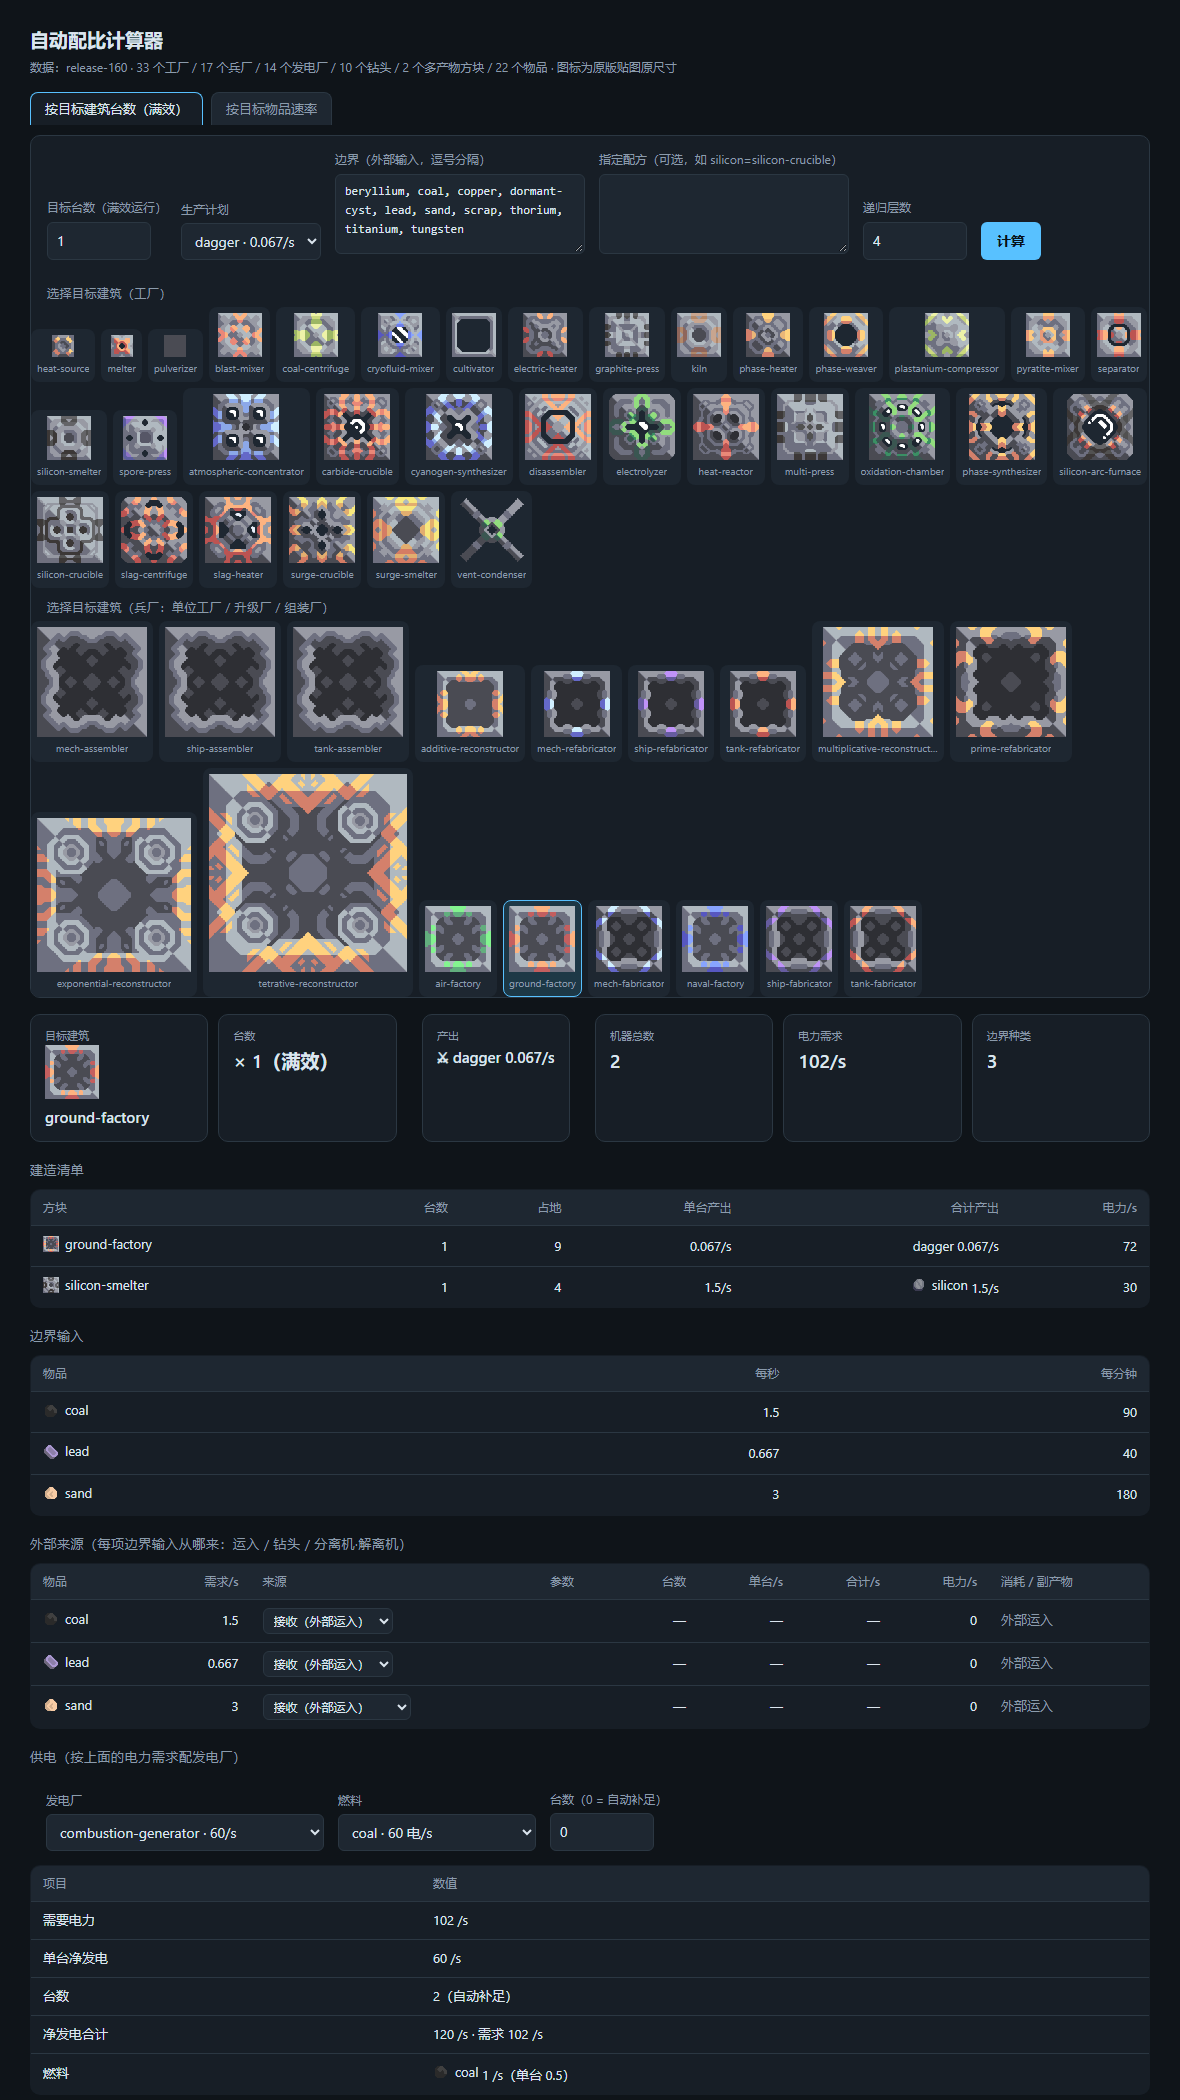 自动配比计算器
数据：release-160 · 33 个工厂 / 17 个兵厂 / 14 个发电厂 / 10 个钻头 / 2 个多产物方块 / 22 个物品 · 图标为原版贴图原尺寸
按目标建筑台数（满效） 按目标物品速率
边界（外部输入，逗号分隔） 指定配方（可选，如 silicon=silicon-crucible）
目标台数（满效运行） 生产计划 递归层数
1 dagger · 0.067/s 4 计算
beryllium, coal, copper, dormant-
cyst, lead, sand, scrap, thorium,
titanium, tungsten
选择目标建筑（工厂）
heat-source melter pulverizer blast-mixer coal-centrifuge cryofluid-mixer cultivator electric-heater graphite-press kiln phase-heater phase-weaver plastanium-compressor pyratite-mixer separator
silicon-smelter spore-press atmospheric-concentrator carbide-crucible cyanogen-synthesizer disassembler electrolyzer heat-reactor multi-press oxidation-chamber phase-synthesizer silicon-arc-furnace
silicon-crucible slag-centrifuge slag-heater surge-crucible surge-smelter vent-condenser
选择目标建筑（兵厂：单位工厂 / 升级厂 / 组装厂）
mech-assembler ship-assembler tank-assembler additive-reconstructor mech-refabricator ship-refabricator tank-refabricator multiplicative-reconstruct... prime-refabricator
exponential-reconstructor tetrative-reconstructor air-factory ground-factory mech-fabricator naval-factory ship-fabricator tank-fabricator
目标建筑 台数 产出 机器总数 电力需求 边界种类
ground-factory × 1（满效） dagger 0.067/s 2 102/s 3
建造清单
方块 台数 占地 单台产出 合计产出 电力/s
ground-factory 1 9 0.067/s dagger 0.067/s 72
silicon-smelter 1 4 1.5/s silicon 1.5/s 30
边界输入
物品 每秒 每分钟
coal 1.5 90
lead 0.667 40
sand 3 180
外部来源（每项边界输入从哪来：运入 / 钻头 / 分离机·解离机）
物品 需求/s 来源 参数 台数 单台/s 合计/s 电力/s 消耗 / 副产物
coal 1.5 接收（外部运入） — — — 0 外部运入
lead 0.667 接收（外部运入） — — — 0 外部运入
sand 3 接收（外部运入） — — — 0 外部运入
供电（按上面的电力需求配发电厂）
发电厂 燃料 台数（0 = 自动补足）
combustion-generator · 60/s coal · 60 电/s 0
项目 数值
需要电力 102 /s
单台净发电 60 /s
台数 2（自动补足）
净发电合计 120 /s · 需求 102 /s
燃料 coal 1 /s（单台 0.5）